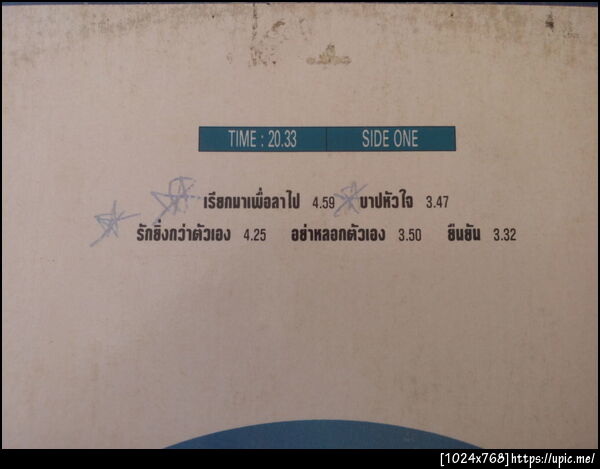 TIME : 20.33 SIDE ONE
เรียกมาเพื่อลาไป 4.59 บาปหัวใจ 3.47
รักยิ่งกว่าตัวเอง 4.25 อย่าหลอกตัวเอง 3.50 ยืนยัน 3.32
[1024x768]https://upic.me/